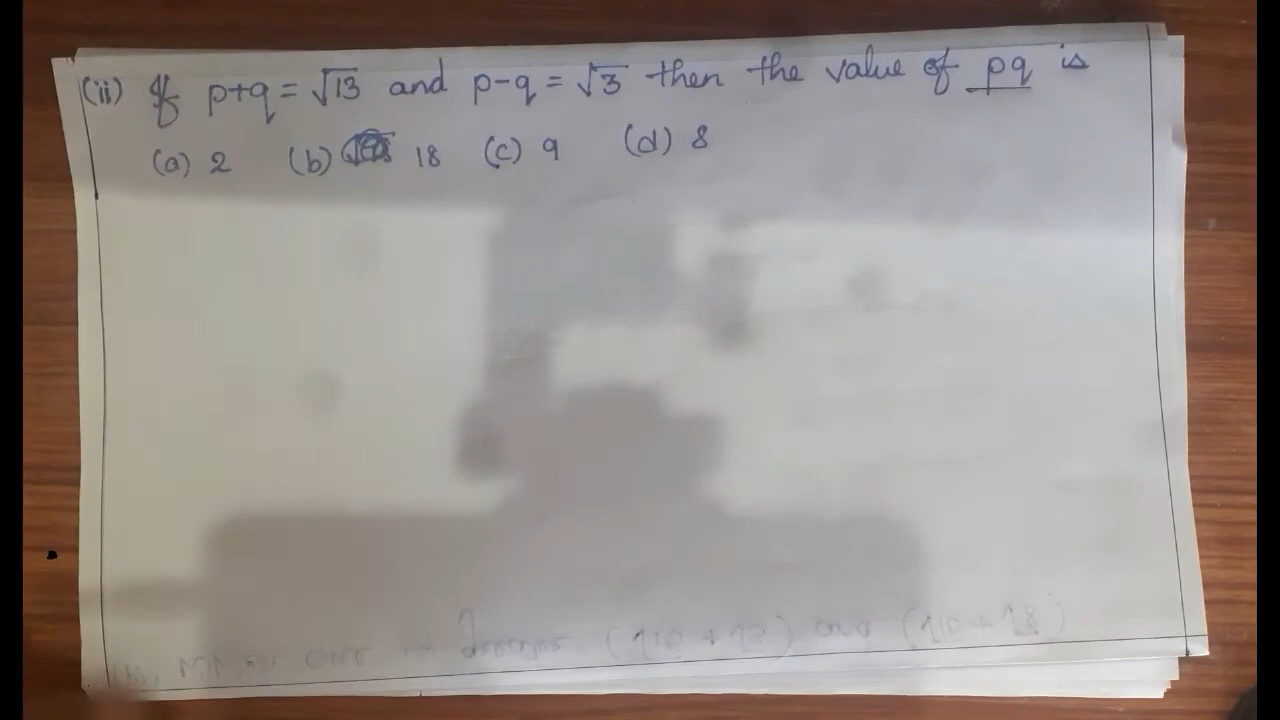 (ii) If p+q = √13 and p-q = √3 then the value of pq is
(a) 2 (b) 18 (c) 9 (d) 8